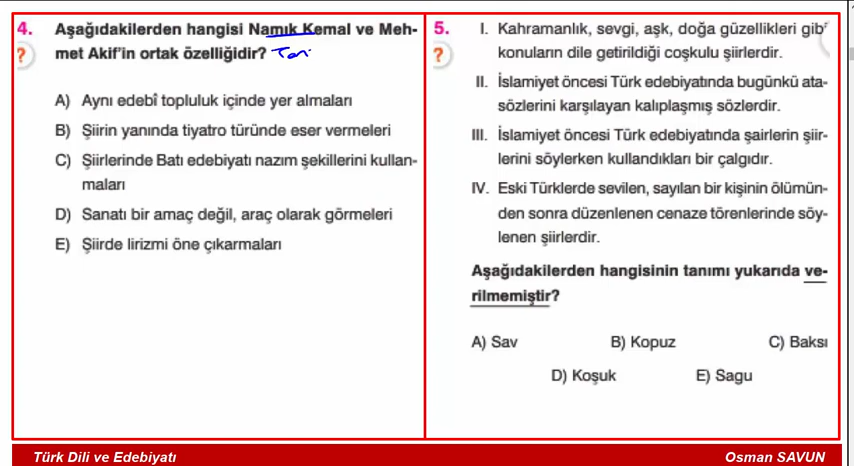 4. Aşağıdakilerden hangisi Namık Kemal ve Meh-
? met Akif'in ortak özelliğidir?
A) Aynı edebî topluluk içinde yer almaları
B) Şiirin yanında tiyatro türünde eser vermeleri
C) Şiirlerinde Batı edebiyatı nazım şekillerini kullan-
maları
D) Sanatı bir amaç değil, araç olarak görmeleri
E) Şiirde lirizmi öne çıkarmaları
5. I. Kahramanlık, sevgi, aşk, doğa güzellikleri gibi
? konuların dile getirildiği coşkulu şiirlerdir.
II. İslamiyet öncesi Türk edebiyatında bugünkü ata-
sözlerini karşılayan kalıplaşmış sözlerdir.
III. İslamiyet öncesi Türk edebiyatında şairlerin şiir-
lerini söylerken kullandıkları bir çalgıdır.
IV. Eski Türklerde sevilen, sayılan bir kişinin ölümün-
den sonra düzenlenen cenaze törenlerinde söy-
lenen şiirlerdir.
Aşağıdakilerden hangisinin tanımı yukarıda ve-
rilmemiştir?
A) Sav B) Kopuz C) Baksı
D) Koşuk E) Sagu
Türk Dili ve Edebiyatı Osman SAVUN